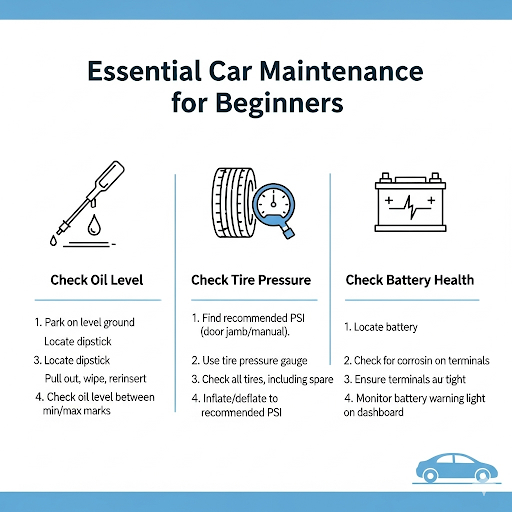 Essential Car Maintenance
for Beginners
Check Oil Level
1. Park on level ground
Locate dipstick
3. Locate dipstick
Pull out, wipe, rerinsert
4. Check oil level between
min/max marks
Check Tire Pressure
1. Find recommended PSI
(door jamb/manual).
2. Use tire pressure gauge
3. Check all tires, including spare
4. Inflate/deflate to
recommended PSI
Check Battery Health
1. Locate battery
2. Check for corrosin on terminals
3. Ensure terminals au tight
4. Monitor battery warning light
on dashboard